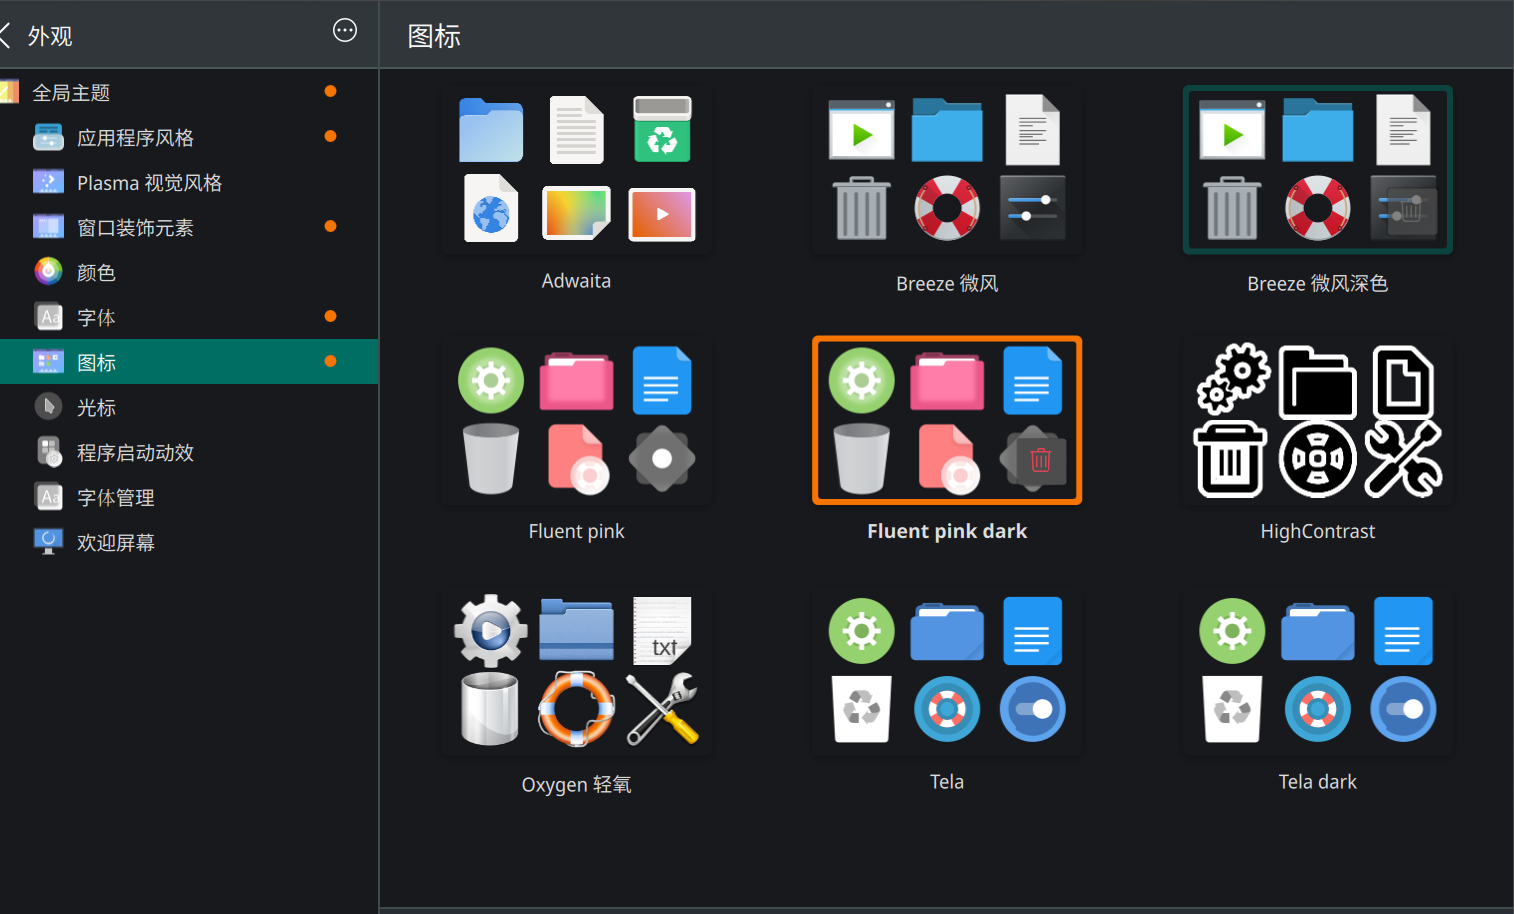 外观
图标
全局主题
应用程序风格
Plasma 视觉风格
窗口装饰元素
颜色
Aa 字体
图标
光标
程序启动动效
Aa 字体管理
欢迎屏幕
Adwaita
Breeze 微风
Breeze 微风深色
Fluent pink
Fluent pink dark
HighContrast
txt
Oxygen 轻氧
Tela
Tela dark